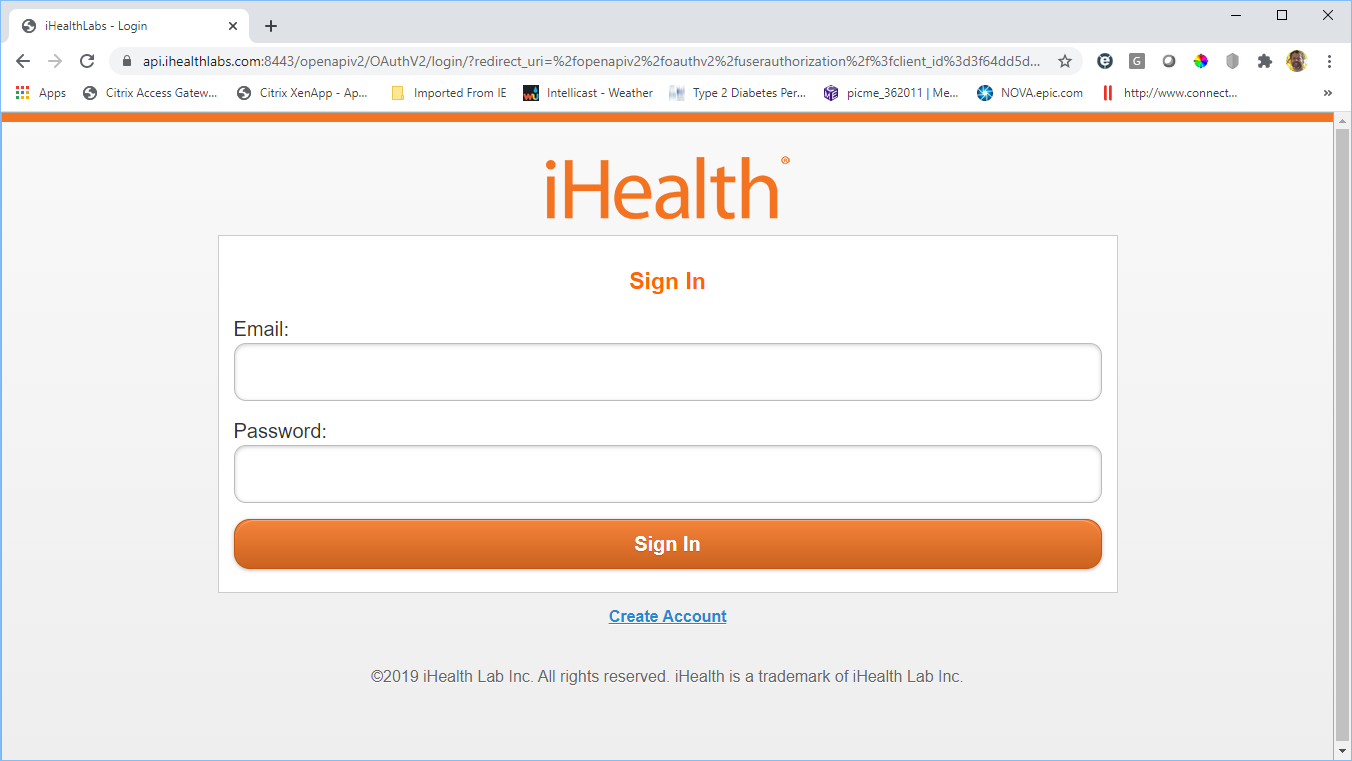 iHealthLabs - Login
api.ihealthlabs.com:8443/openapiv2/OAuthV2/login/?redirect_uri=%2fopenapiv2%2foauthv2%2fuserauthorization%2f%3fclient_id%3d3f64dd5d...
Apps Citrix Access Gatew... Citrix XenApp - Ap... Imported From IE Intellicast - Weather Type 2 Diabetes Per... picme_362011 | Me... NOVA.epic.com http://www.connect... »
iHealth®
Sign In
Email:
Password:
Sign In
Create Account
©2019 iHealth Lab Inc. All rights reserved. iHealth is a trademark of iHealth Lab Inc.